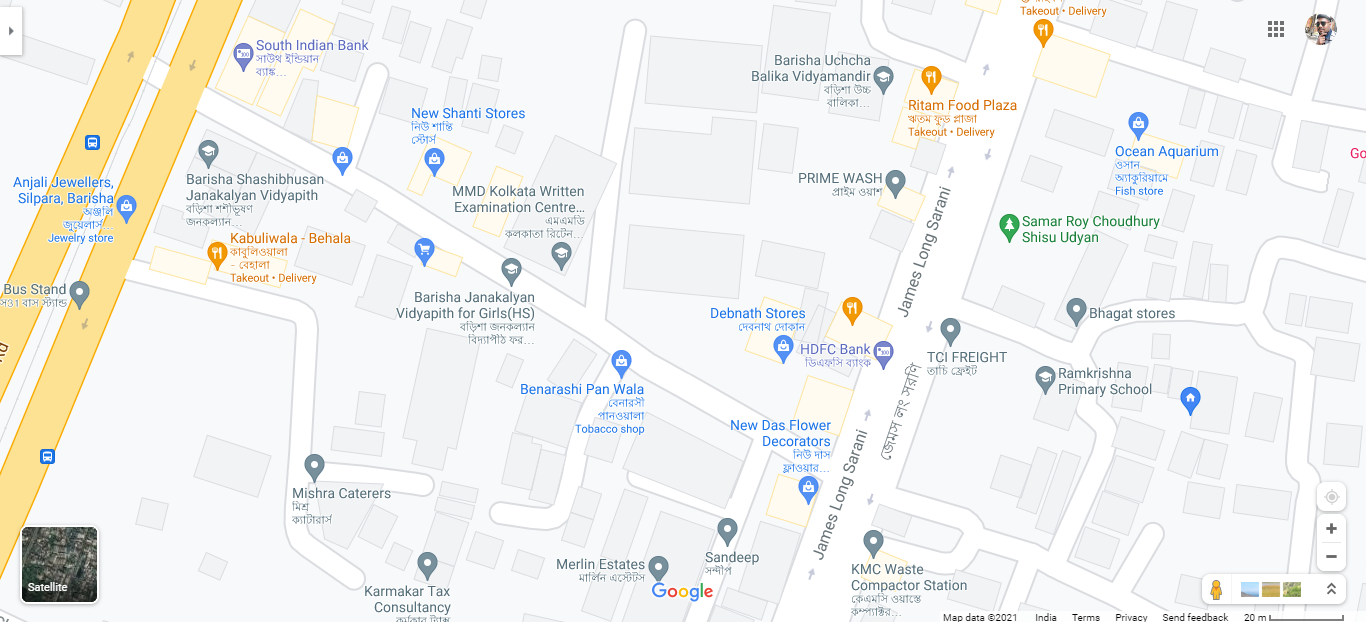 Takeout • Delivery
South Indian Bank
সাউথ ইন্ডিয়ান
ব্যাঙ্ক…
Barisha Uchcha
Balika Vidyamandir
বড়িশা উচ্চ
বালিকা…
Ritam Food Plaza
ঋতম ফুড প্লাজা
Takeout • Delivery
New Shanti Stores
নিউ শান্তি
স্টোর্স
Ocean Aquarium
ওসান
অ্যাকুরিয়ামে
Fish store
Go
Barisha Shashibhusan
Janakalyan Vidyapith
বড়িশা শশীভূষণ
জনকল্যান…
Anjali Jewellers,
Silpara, Barisha
অঞ্জলি
জুয়েলার্স…
Jewelry store
MMD Kolkata Written
Examination Centre…
এমএমডি
কলকাতা রিটেন…
PRIME WASH
প্রাইম ওয়াশ
James Long Sarani
Samar Roy Choudhury
Shisu Udyan
Kabuliwala - Behala
কাবুলিওয়ালা
- বেহালা
Takeout • Delivery
Bus Stand
বাস স্ট্যান্ড
Barisha Janakalyan
Vidyapith for Girls(HS)
বড়িশা জনকল্যান
বিদ্যাপীঠ ফর…
Debnath Stores
দেবনাথ দোকান
HDFC Bank
ডিএফসি ব্যাংক
Bhagat stores
TCI FREIGHT
তাচি ফ্রেইট
Ramkrishna
Primary School
Benarashi Pan Wala
বেনারসী
পানওয়ালা
Tobacco shop
জেমস লং সরণি
New Das Flower
Decorators
নিউ দাস
ফ্লাওয়ার…
James Long Sarani
Mishra Caterers
মিশ্র
ক্যাটারার্স
Sandeep
সন্দীপ
Merlin Estates
মার্লিন এস্টেটস
KMC Waste
Compactor Station
কেএমসি ওয়াস্তে
কম্প্যাক্টর…
Karmakar Tax
Consultancy
Satellite
Google
Map data ©2021 India Terms Privacy Send feedback 20 m